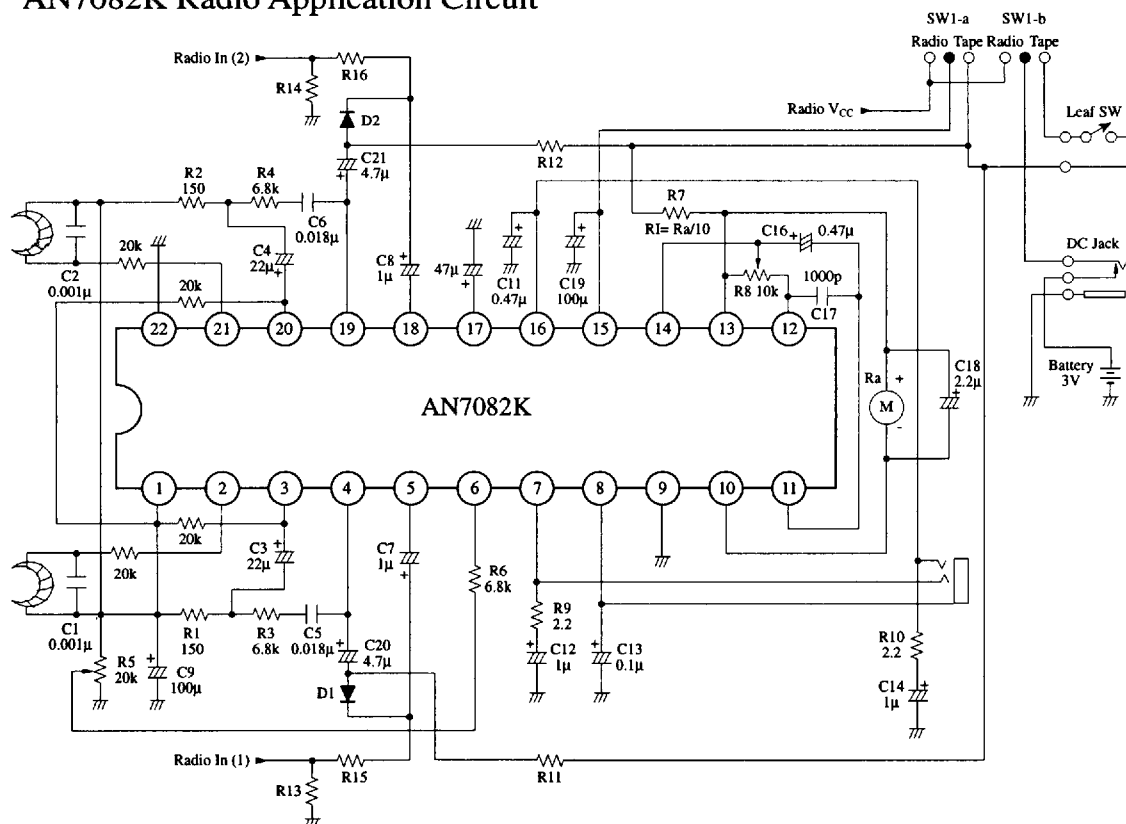 AN7082K Radio Application Circuit
SW1-a SW1-b
Radio Tape Radio Tape
Radio In (2)
R16
R14
D2
Radio VCC
Leaf SW
C21
4.7µ
R12
R2
150
R4
6.8k
C6
0.018µ
R7
RI= Ra/10
C16
+
0.47µ
20k
C2
0.001µ
C4
22µ
+
C8
1µ
+
47µ
+
C11
0.47µ
+
C19
100µ
+
1000p
R8 10k
C17
DC Jack
20k
22 21 20 19 18 17 16 15 14 13 12
Battery
3V
Ra
+
M
-
C18
2.2µ
+
AN7082K
1 2 3 4 5 6 7 8 9 10 11
20k
20k
C3
22µ
+
C7
1µ
+
R6
6.8k
C1
0.001µ
R1
150
R3
6.8k
C5
0.018µ
+
C20
4.7µ
R9
2.2
R10
2.2
R5
20k
+
C9
100µ
D1
+
C12
1µ
+
C13
0.1µ
C14
1µ
+
Radio In (1)
R15
R11
R13